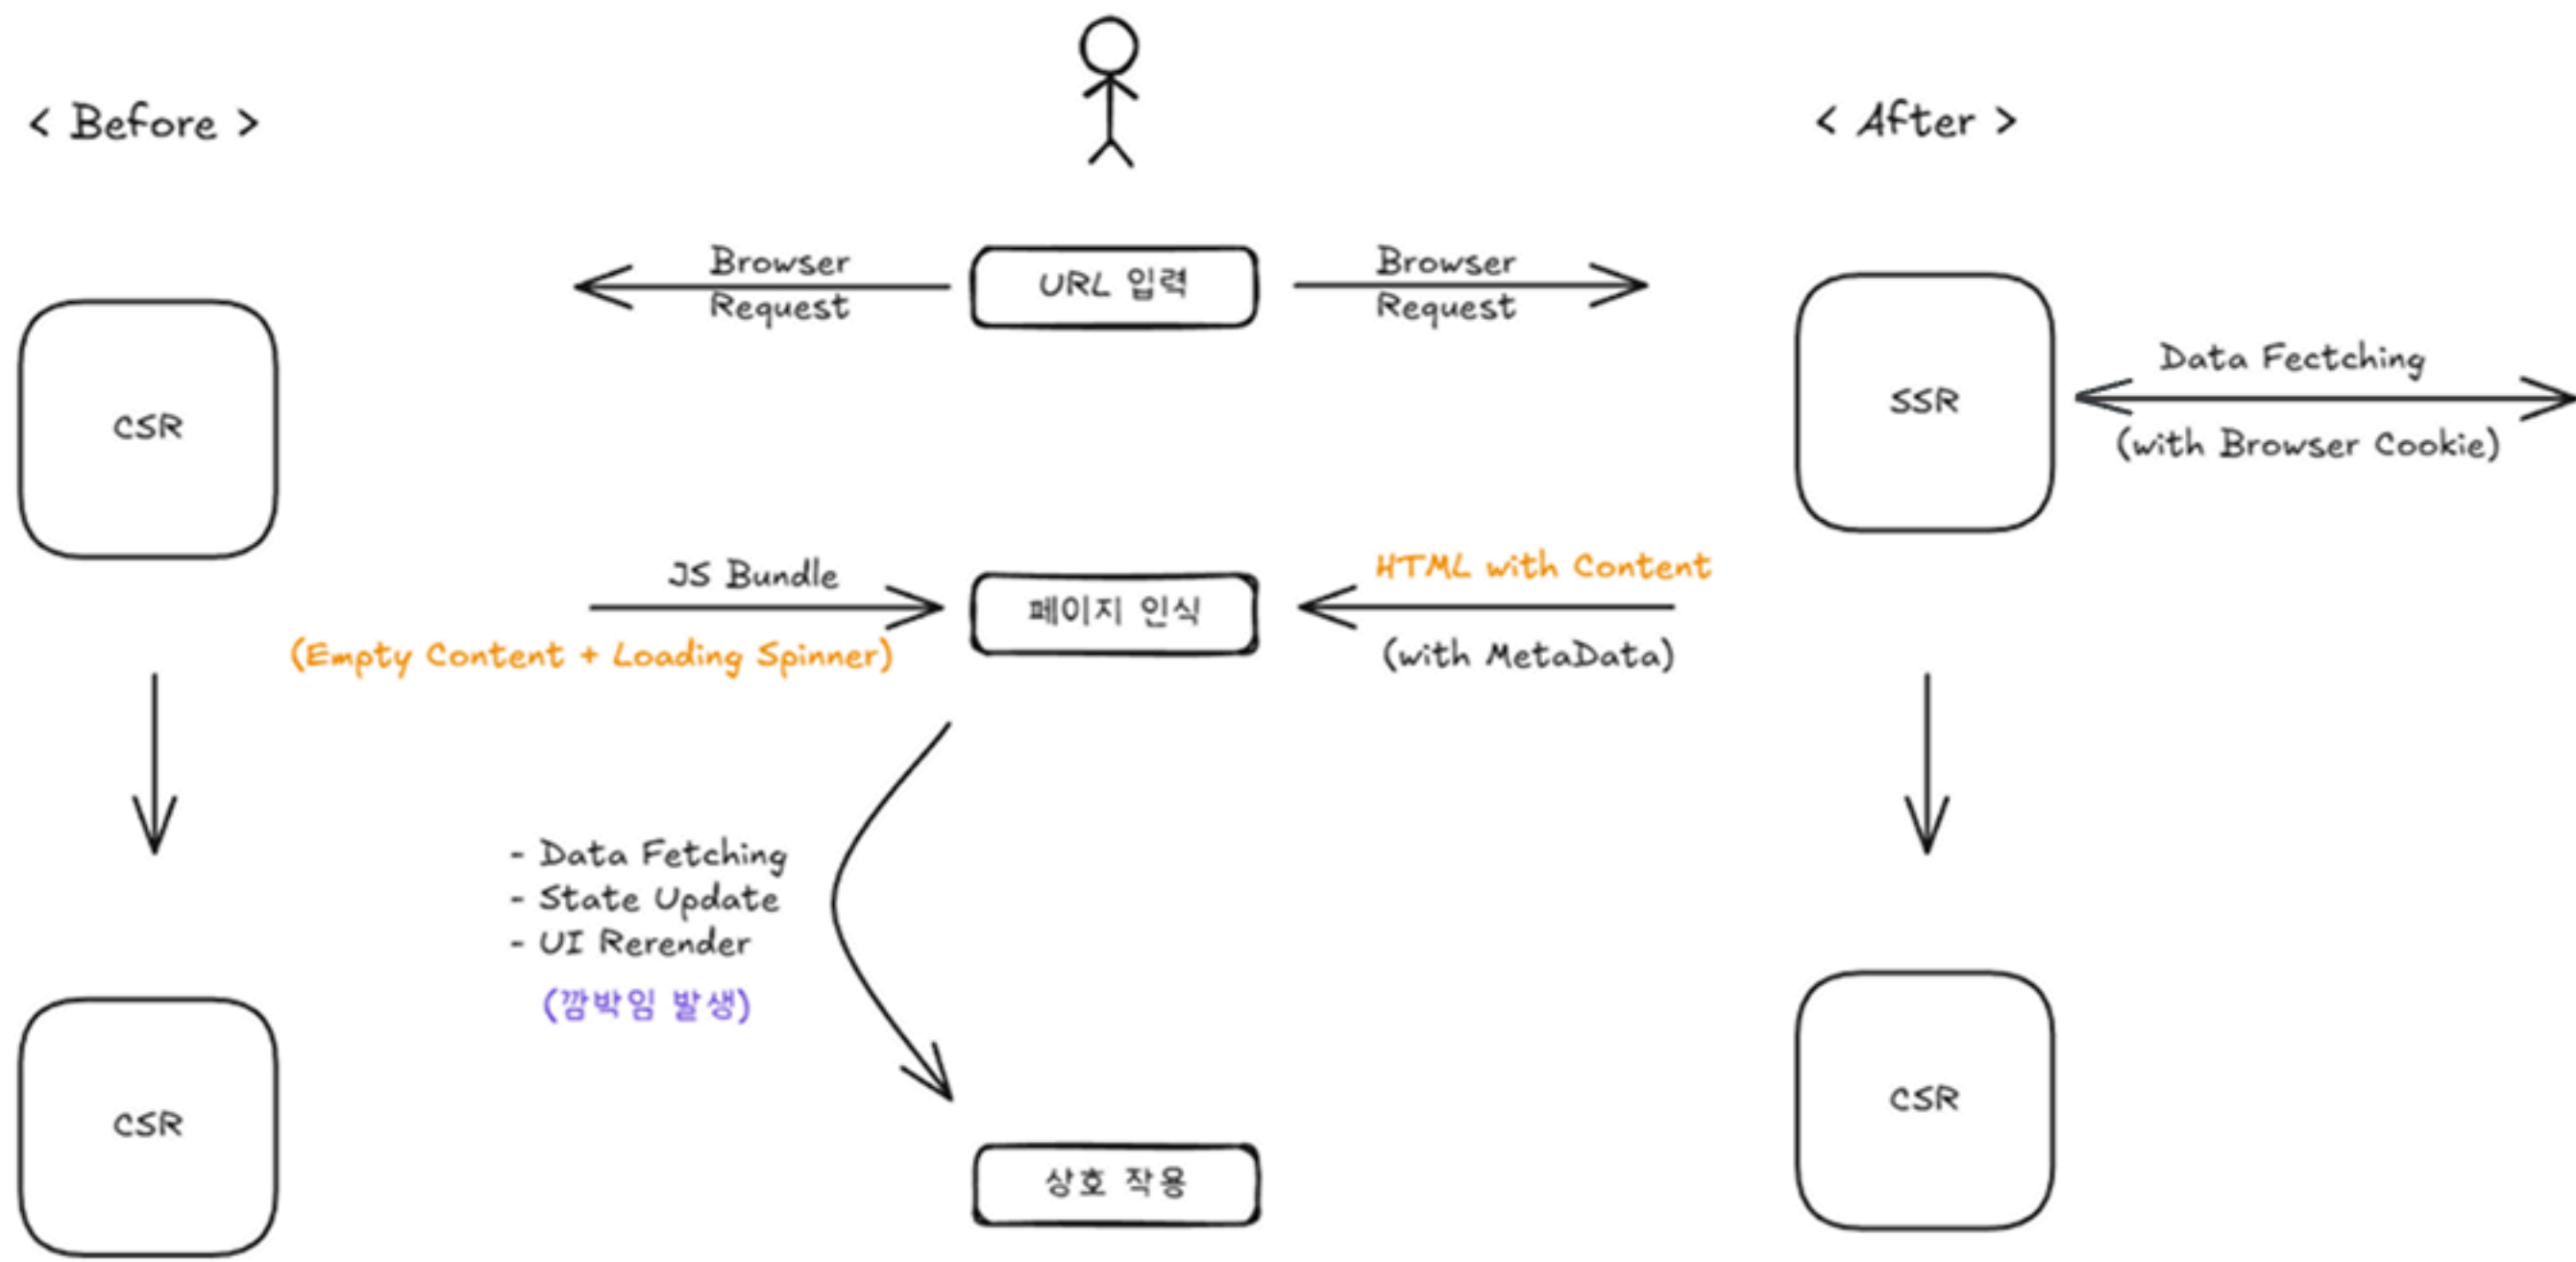 < Before >
< After >
Browser
Request
URL 입력
Browser
Request
CSR
SSR
Data Fectching
(with Browser Cookie)
JS Bundle
(Empty Content + Loading Spinner)
페이지 인식
HTML with Content
(with MetaData)
- Data Fetching
- State Update
- UI Rerender
(깜박임 발생)
CSR
상호 작용
CSR